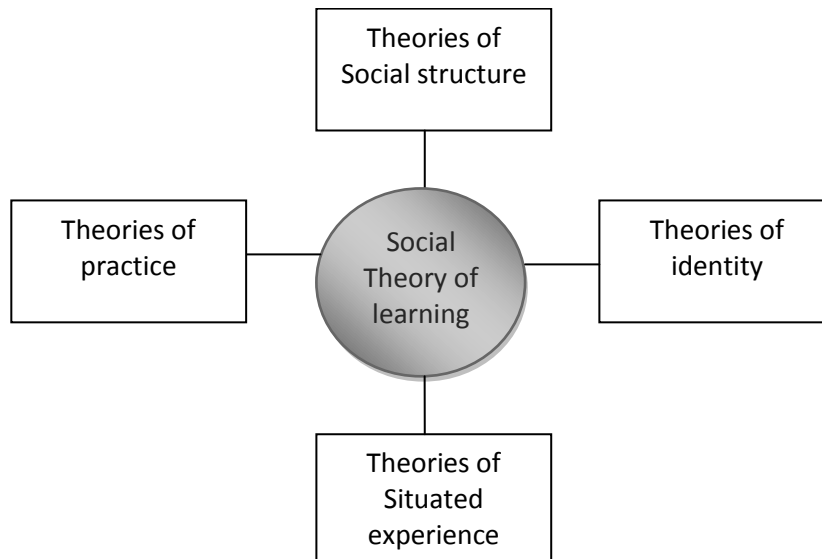 Theories of
Social structure
Theories of
practice
Social
Theory of
learning
Theories of
identity
Theories of
Situated
experience